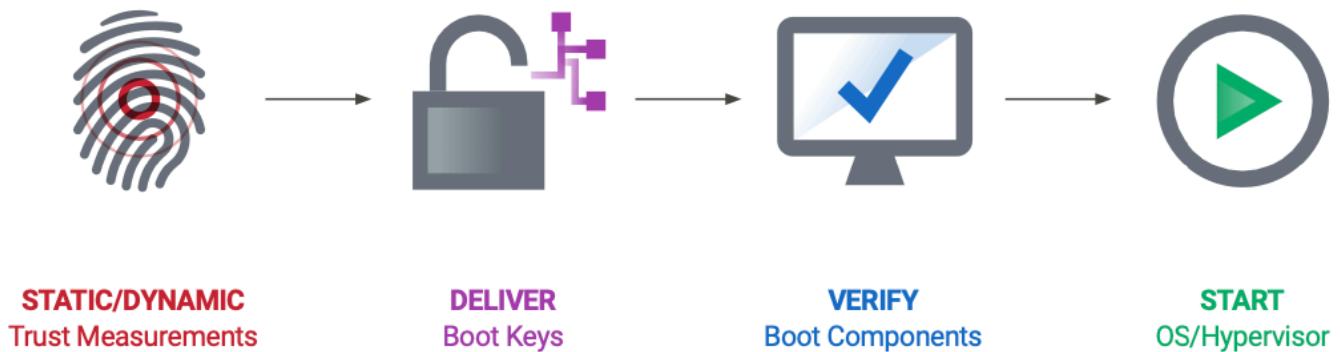 STATIC/DYNAMIC
Trust Measurements
DELIVER
Boot Keys
VERIFY
Boot Components
START
OS/Hypervisor